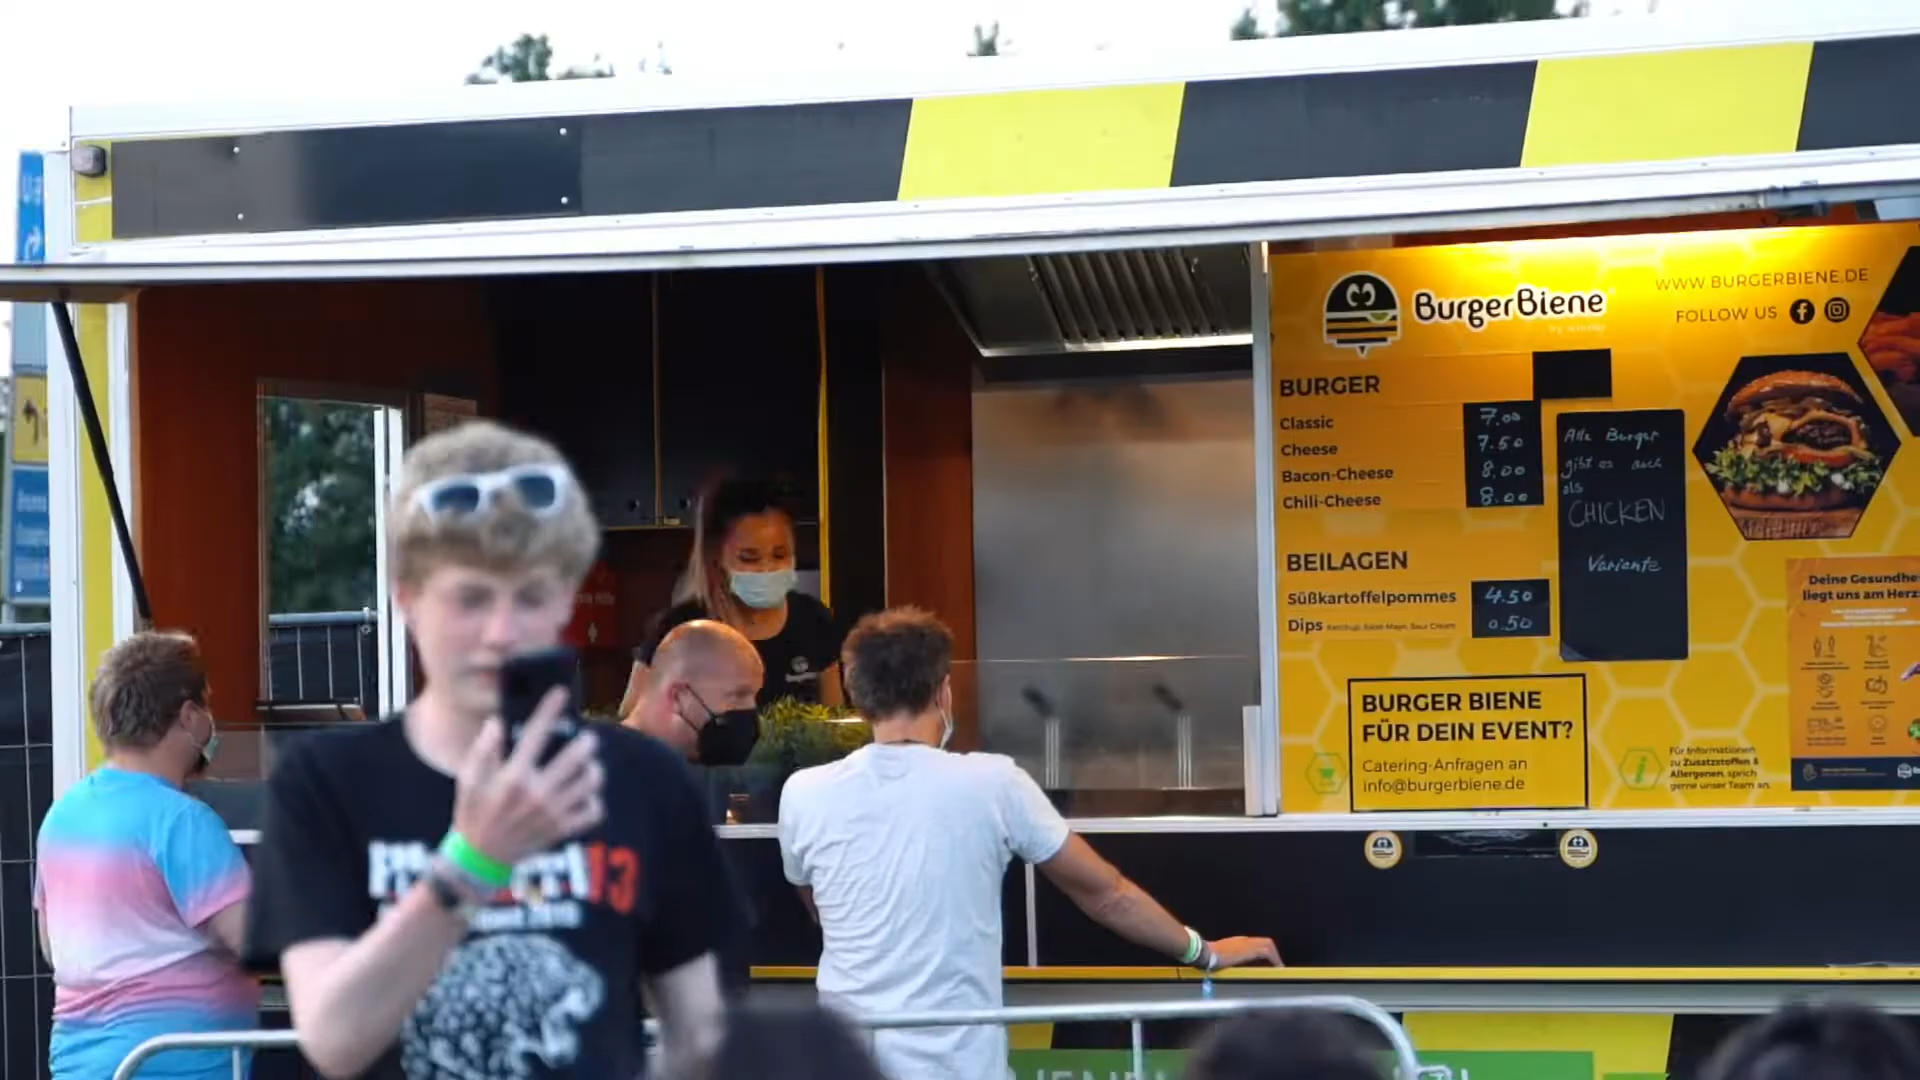 WWW.BURGERBIENE.DE
BurgerBiene
FOLLOW US
BURGER
Classic 7.00
Cheese 7.50
Bacon-Cheese 8.00
Chili-Cheese 8.00
Alle Burger
gibt es auch
als
CHICKEN
Variante
BEILAGEN
Süßkartoffelpommes 4.50
Dips 0.50
Deine Gesundhe
liegt uns am Herz
BURGER BIENE
FÜR DEIN EVENT?
Catering-Anfragen an
info@burgerbiene.de
Für Informationen
zu Zusatzstoffen &
Allergenen, sprich
gerne unser Team an.